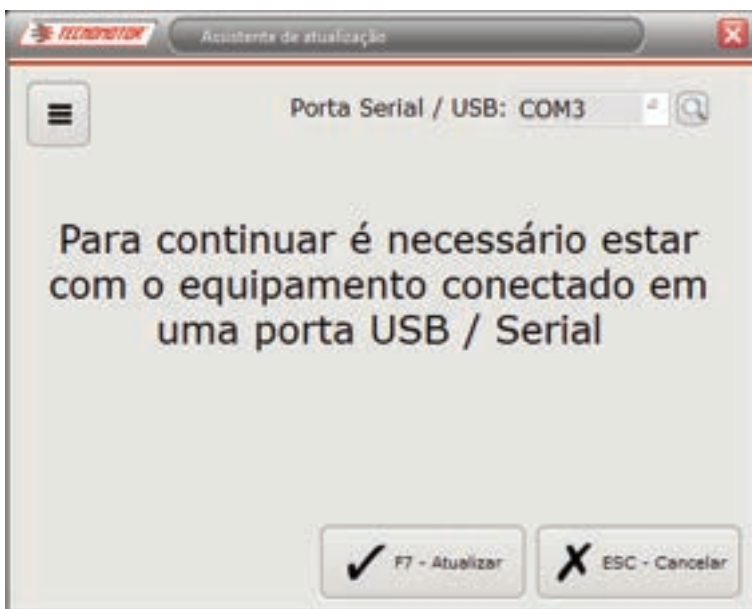 TECNOMOTOR
Assistente de atualização
Porta Serial / USB: COM3
Para continuar é necessário estar
com o equipamento conectado em
uma porta USB / Serial
F7 - Atualizar
ESC - Cancelar